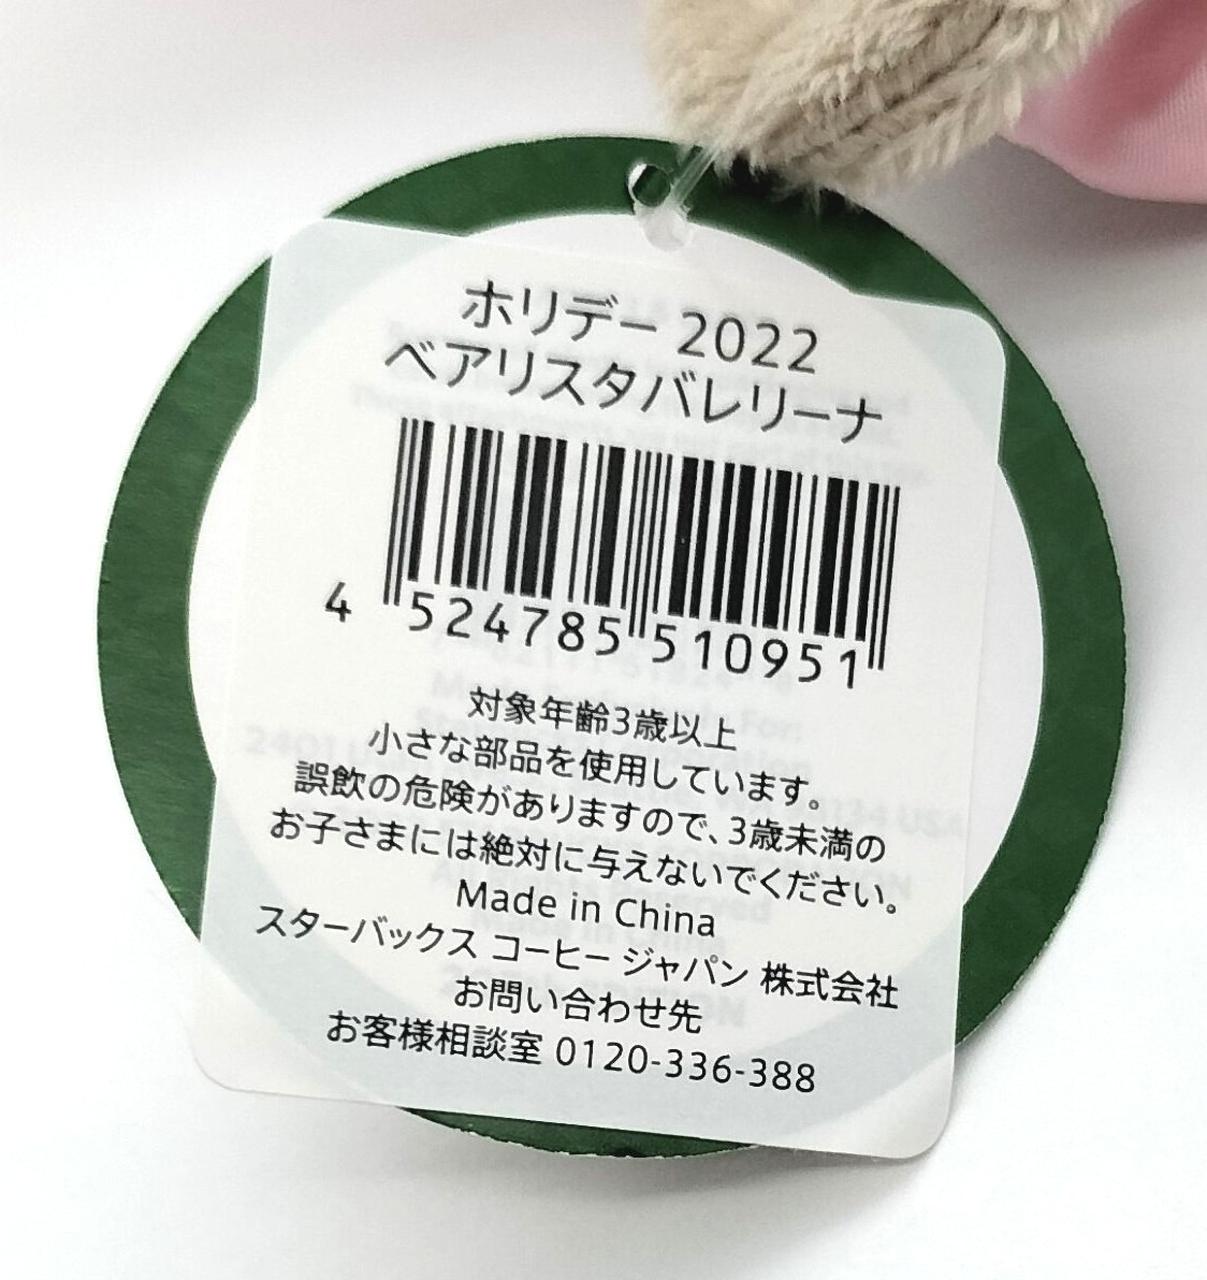 ホリデー 2022
ベアリスタバレリーナ
4 524785 510951
対象年齢3歳以上
小さな部品を使用しています。
誤飲の危険がありますので、3歳未満の
お子さまには絶対に与えないでください。
Made in China
スターバックス コーヒー ジャパン 株式会社
お問い合わせ先
お客様相談室 0120-336-388